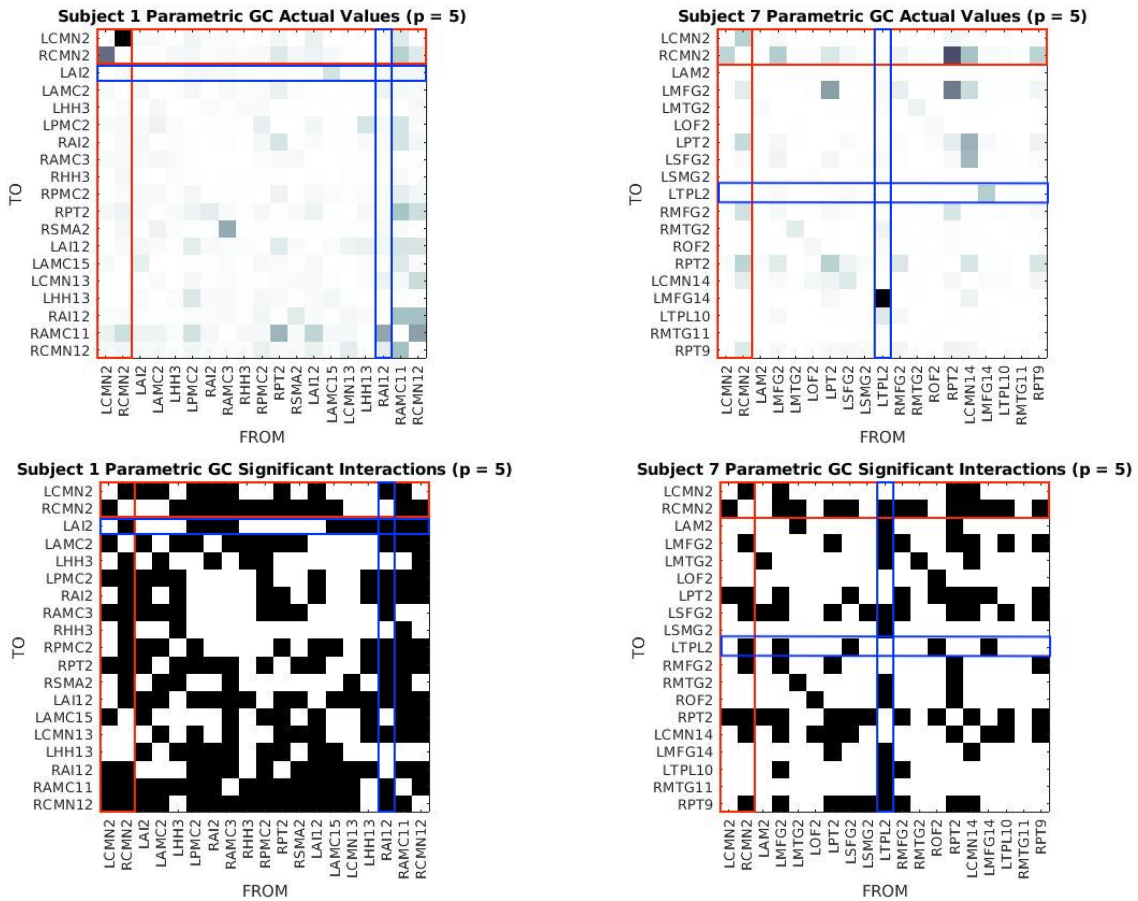 Subject 1 Parametric GC Actual Values (p = 5)
TO
LCMN2
RCMN2
LAI2
LAMC2
LHH3
LPMC2
RAI2
RAMC3
RHH3
RPMC2
RPT2
RSMA2
LAI12
LAMC15
LCMN13
LHH13
RAI12
RAMC11
RCMN12
LCMN2
RCMN2
LAI2
LAMC2
LHH3
LPMC2
RAI2
RAMC3
RHH3
RPMC2
RPT2
RSMA2
LAI12
LAMC15
LCMN13
LHH13
RAI12
RAMC11
RCMN12
FROM
Subject 7 Parametric GC Actual Values (p = 5)
TO
LCMN2
RCMN2
LAM2
LMFG2
LMTG2
LOF2
LPT2
LSFG2
LSMG2
LTPL2
RMFG2
RMTG2
ROF2
RPT2
LCMN14
LMFG14
LTPL10
RMTG11
RPT9
LCMN2
RCMN2
LAM2
LMFG2
LMTG2
LOF2
LPT2
LSFG2
LSMG2
LTPL2
RMFG2
RMTG2
ROF2
RPT2
LCMN14
LMFG14
LTPL10
RMTG11
RPT9
FROM
Subject 1 Parametric GC Significant Interactions (p = 5)
TO
LCMN2
RCMN2
LAI2
LAMC2
LHH3
LPMC2
RAI2
RAMC3
RHH3
RPMC2
RPT2
RSMA2
LAI12
LAMC15
LCMN13
LHH13
RAI12
RAMC11
RCMN12
LCMN2
RCMN2
LAI2
LAMC2
LHH3
LPMC2
RAI2
RAMC3
RHH3
RPMC2
RPT2
RSMA2
LAI12
LAMC15
LCMN13
LHH13
RAI12
RAMC11
RCMN12
FROM
Subject 7 Parametric GC Significant Interactions (p = 5)
TO
LCMN2
RCMN2
LAM2
LMFG2
LMTG2
LOF2
LPT2
LSFG2
LSMG2
LTPL2
RMFG2
RMTG2
ROF2
RPT2
LCMN14
LMFG14
LTPL10
RMTG11
RPT9
LCMN2
RCMN2
LAM2
LMFG2
LMTG2
LOF2
LPT2
LSFG2
LSMG2
LTPL2
RMFG2
RMTG2
ROF2
RPT2
LCMN14
LMFG14
LTPL10
RMTG11
RPT9
FROM